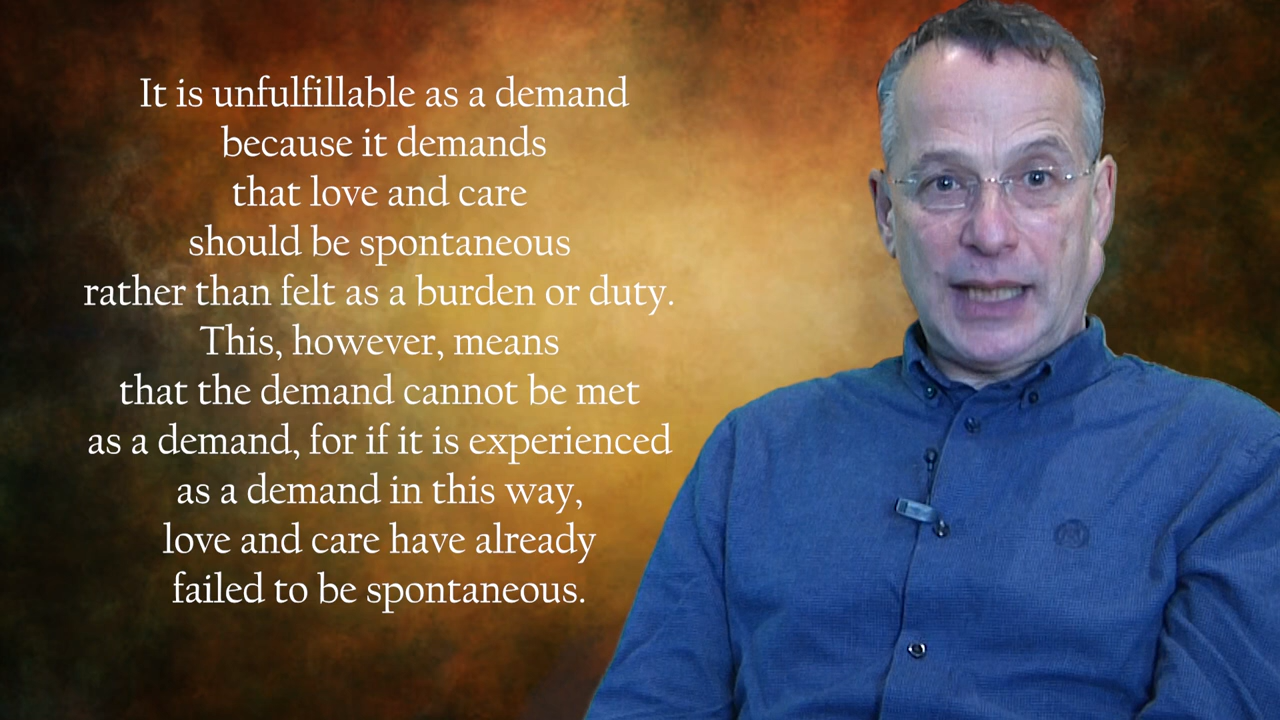 It is unfulfillable as a demand
because it demands
that love and care
should be spontaneous
rather than felt as a burden or duty.
This, however, means
that the demand cannot be met
as a demand, for if it is experienced
as a demand in this way,
love and care have already
failed to be spontaneous.